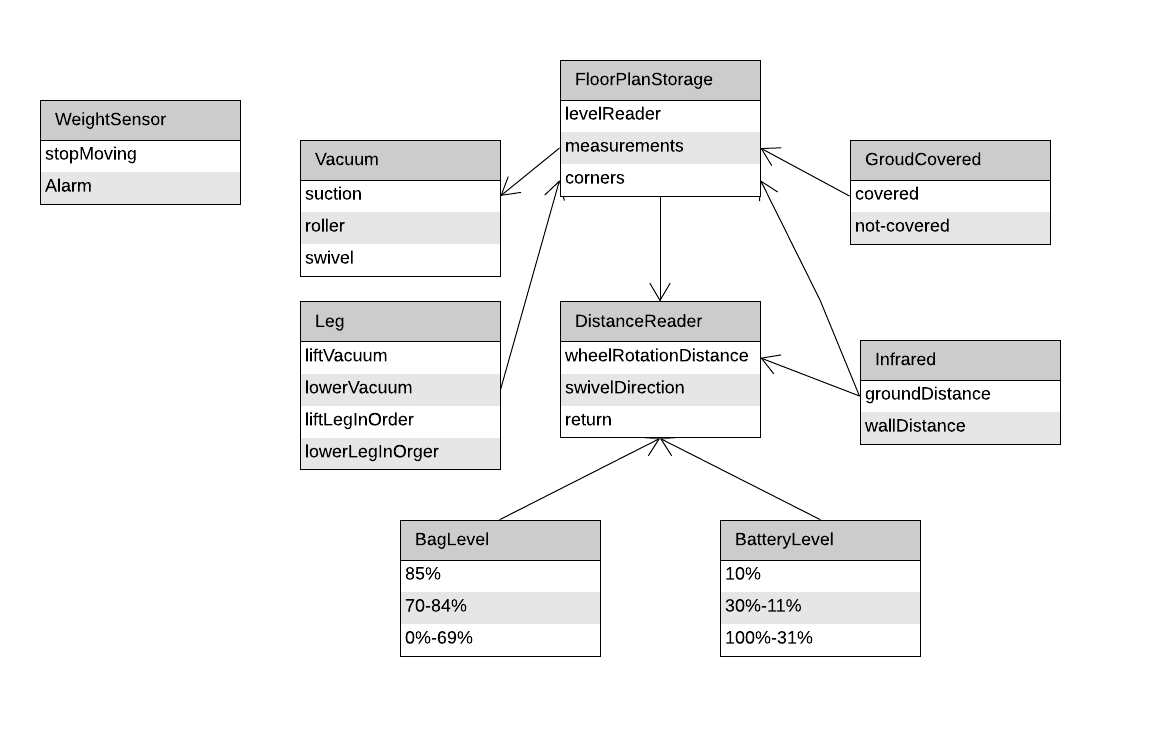 FloorPlanStorage
levelReader
measurements
corners
WeightSensor
stopMoving
Alarm
Vacuum
suction
roller
swivel
GroudCovered
covered
not-covered
Leg
liftVacuum
lowerVacuum
liftLegInOrder
lowerLegInOrger
DistanceReader
wheelRotationDistance
swivelDirection
return
Infrared
groundDistance
wallDistance
BagLevel
85%
70-84%
0%-69%
BatteryLevel
10%
30%-11%
100%-31%